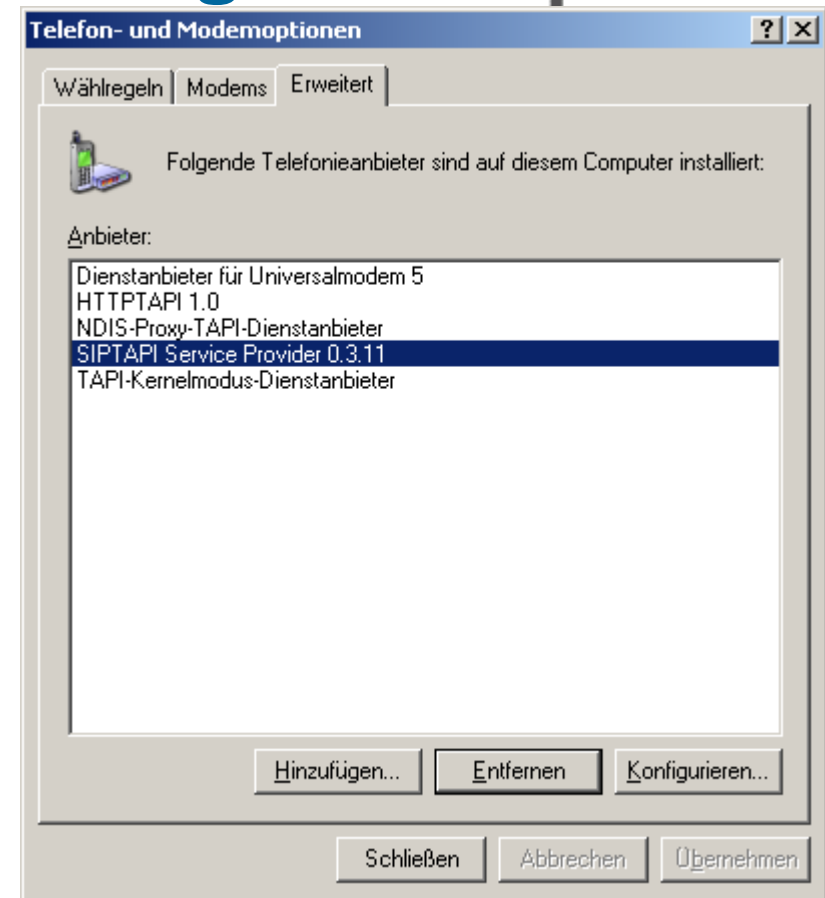 Telefon- und Modemoptionen
Wählregeln Modems Erweitert
Folgende Telefonieanbieter sind auf diesem Computer installiert:
Anbieter:
Dienstanbieter für Universalmodem 5
HTTPTAPI 1.0
NDIS-Proxy-TAPI-Dienstanbieter
SIPTAPI Service Provider 0.3.11
TAPI-Kernelmodus-Dienstanbieter
Hinzufügen... Entfernen Konfigurieren...
Schließen Abbrechen Übernehmen